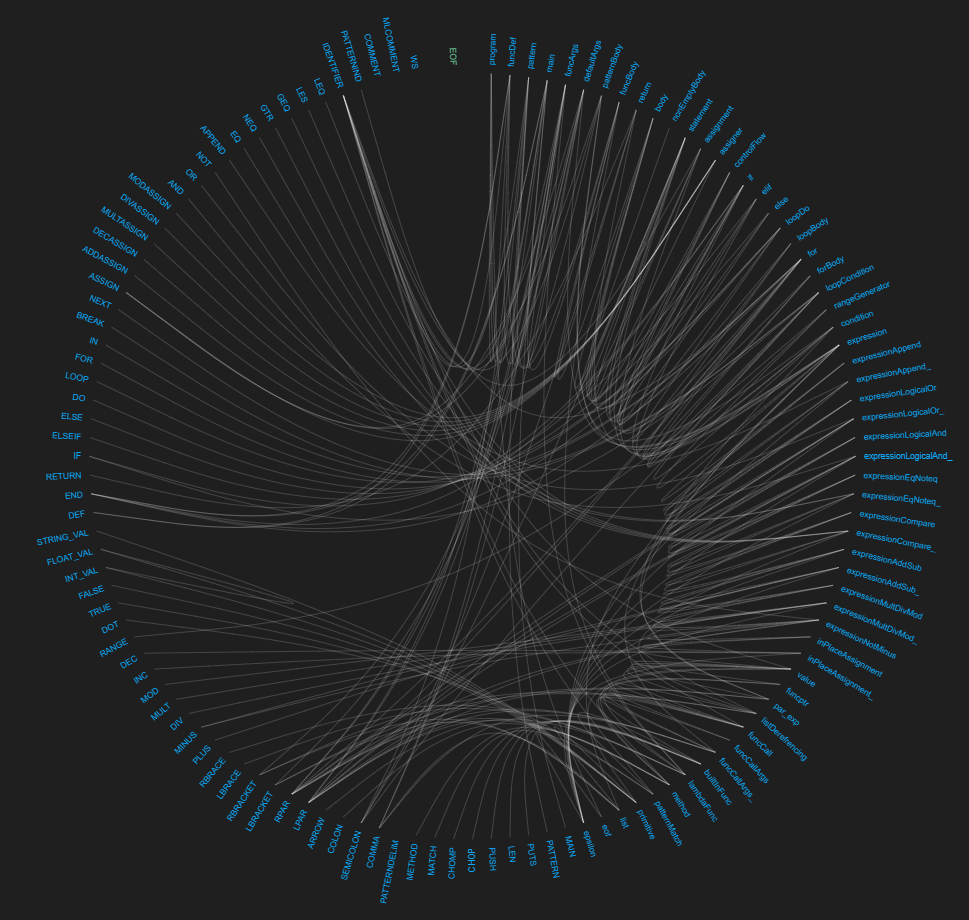 program
funcDef
pattern
main
funcArgs
defaultArgs
patternBody
funcBody
return
body
nonEmptyBody
statement
assignment
assigner
controlFlow
if
elif
else
loopDo
loopBody
for
forBody
loopCondition
rangeGenerator
condition
expression
expressionAppend
expressionAppend_
expressionLogicalOr
expressionLogicalOr_
expressionLogicalAnd
expressionLogicalAnd_
expressionEqNoteq
expressionEqNoteq_
expressionCompare
expressionCompare_
expressionAddSub
expressionAddSub_
expressionMultDivMod
expressionMultDivMod_
expressionNotMinus
inPlaceAssignment
inPlaceAssignment_
value
funcptr
par_exp
listDerefrencing
funcCall
funcCallArgs
funcCallArgs_
builtInFunc
lambdaFunc
method
patternMatch
primitive
list
eof
epsilon
MAIN
PATTERN
PUTS
LEN
PUSH
CHOP
CHOMP
MATCH
METHOD
PATTERNDELIM
COMMA
SEMICOLON
COLON
ARROW
LPAR
RPAR
LBRACKET
RBRACKET
LBRACE
RBRACE
PLUS
MINUS
DIV
MULT
MOD
INC
DEC
RANGE
DOT
TRUE
FALSE
INT_VAL
FLOAT_VAL
STRING_VAL
DEF
END
RETURN
IF
ELSEIF
ELSE
DO
LOOP
FOR
IN
BREAK
NEXT
ASSIGN
ADDASSIGN
DECASSIGN
MULTASSIGN
DIVASSIGN
MODASSIGN
AND
OR
NOT
APPEND
EQ
NEQ
GTR
GEQ
LES
LEQ
IDENTIFIER
PATTERNIND
COMMENT
MLCOMMENT
WS
EOF